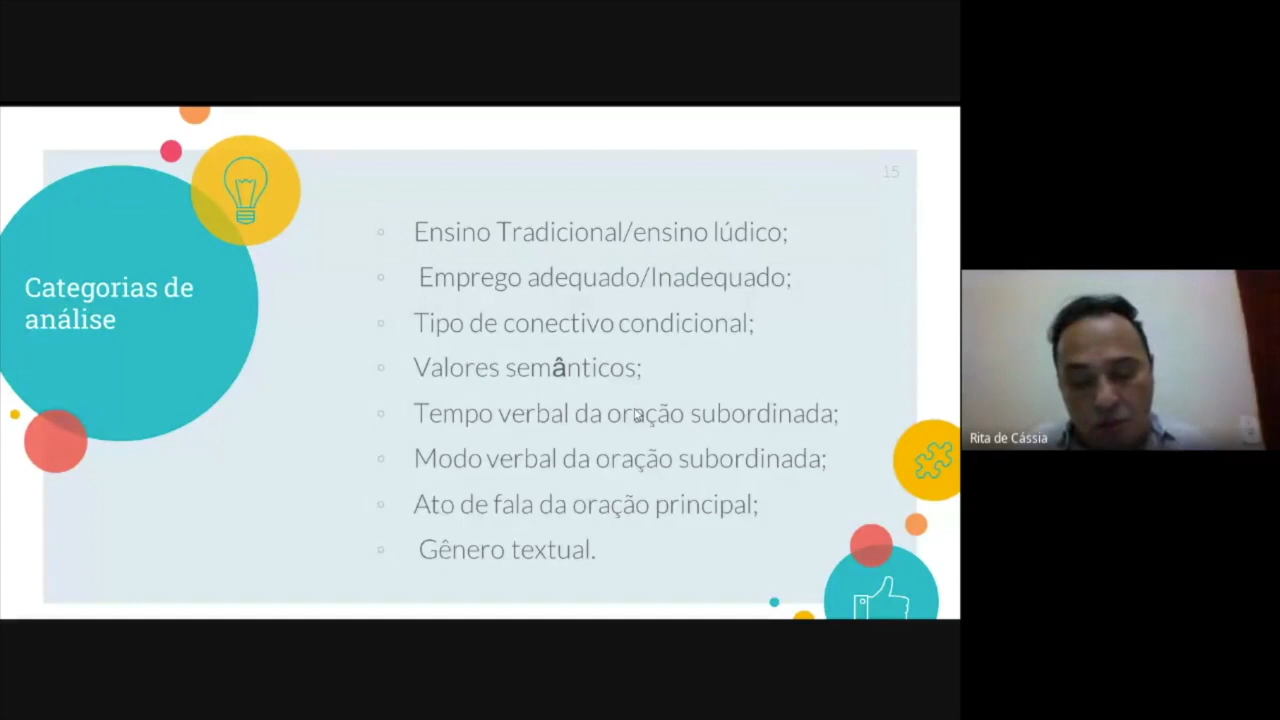 15
Categorias de
análise
Ensino Tradicional/ensino lúdico;
Emprego adequado/Inadequado;
Tipo de conectivo condicional;
Valores semânticos;
Tempo verbal da oração subordinada;
Modo verbal da oração subordinada;
Ato de fala da oração principal;
Gênero textual.
Rita de Cássia